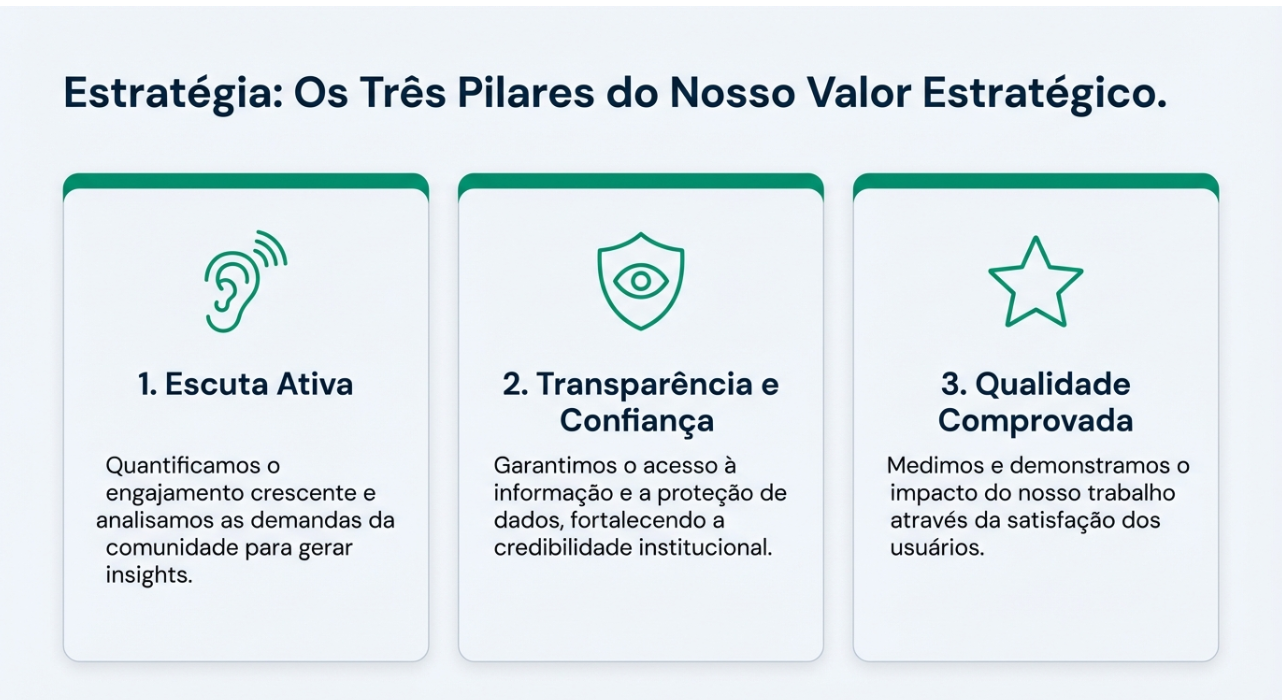 Estratégia: Os Três Pilares do Nosso Valor Estratégico.
1. Escuta Ativa
Quantificamos o
engajamento crescente e
analisamos as demandas da
comunidade para gerar
insights.
2. Transparência e
Confiança
Garantimos o acesso à
informação e a proteção de
dados, fortalecendo a
credibilidade institucional.
3. Qualidade
Comprovada
Medimos e demonstramos o
impacto do nosso trabalho
através da satisfação dos
usuários.